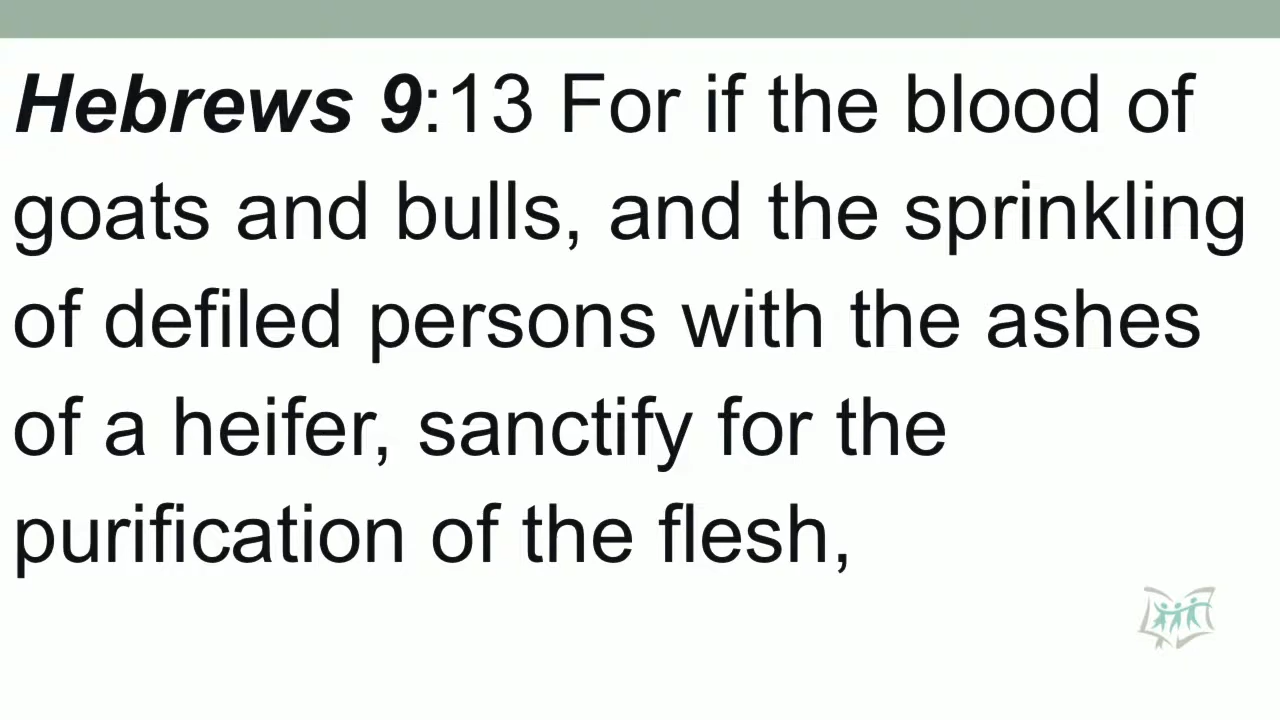 Hebrews 9:13 For if the blood of
goats and bulls, and the sprinkling
of defiled persons with the ashes
of a heifer, sanctify for the
purification of the flesh,